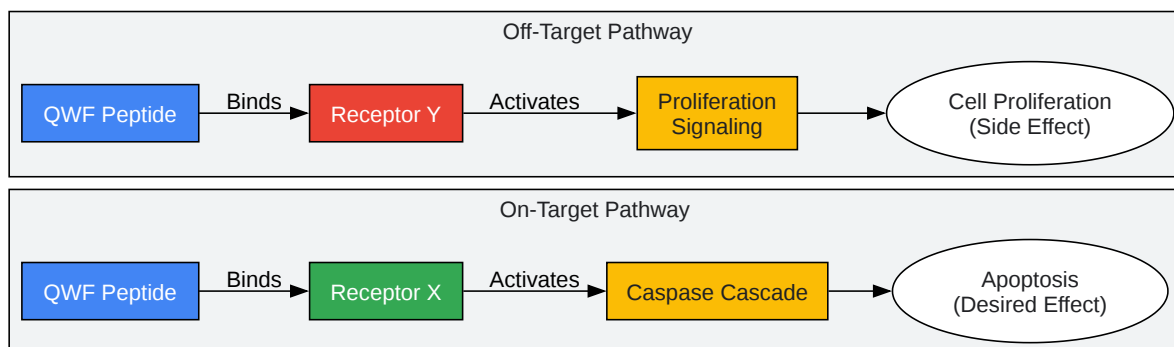 Off-Target Pathway
QWF Peptide
Binds
Receptor Y
Activates
Proliferation
Signaling
Cell Proliferation
(Side Effect)
On-Target Pathway
QWF Peptide
Binds
Receptor X
Activates
Caspase Cascade
Apoptosis
(Desired Effect)